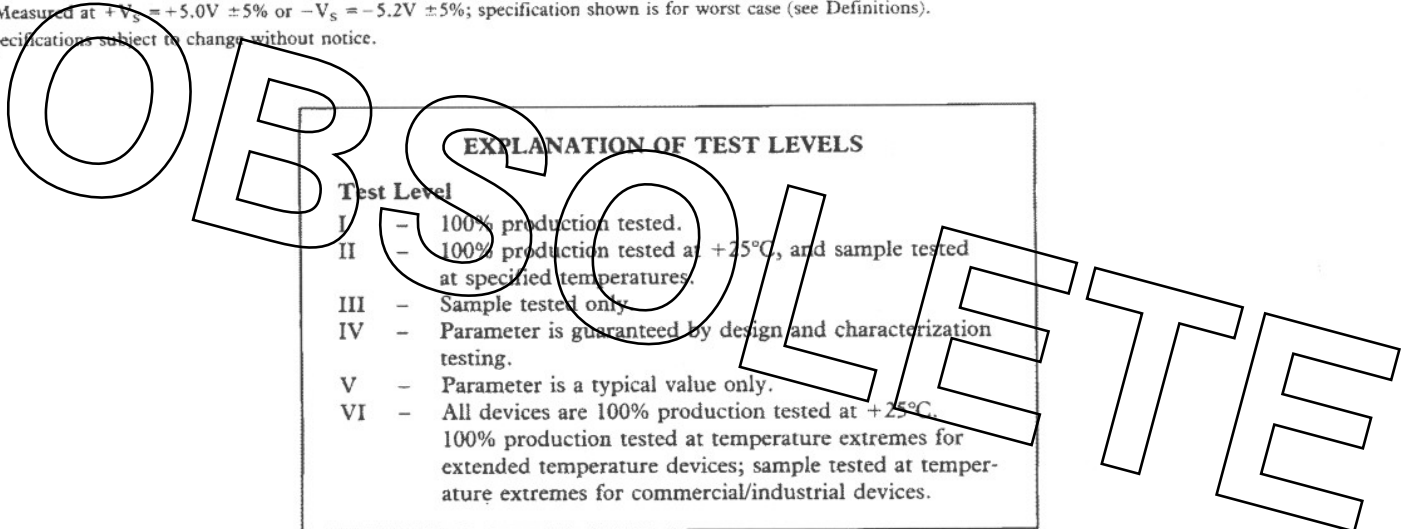 Measured at +VS = +5.0V ±5% or −VS = −5.2V ±5%; specification shown is for worst case (see Definitions).
ecifications subject to change without notice.
OBSOLETE
EXPLANATION OF TEST LEVELS
Test Level
I – 100% production tested.
II – 100% production tested at +25°C, and sample tested
at specified temperatures.
III – Sample tested only.
IV – Parameter is guaranteed by design and characterization
testing.
V – Parameter is a typical value only.
VI – All devices are 100% production tested at +25°C.
100% production tested at temperature extremes for
extended temperature devices; sample tested at temper-
ature extremes for commercial/industrial devices.